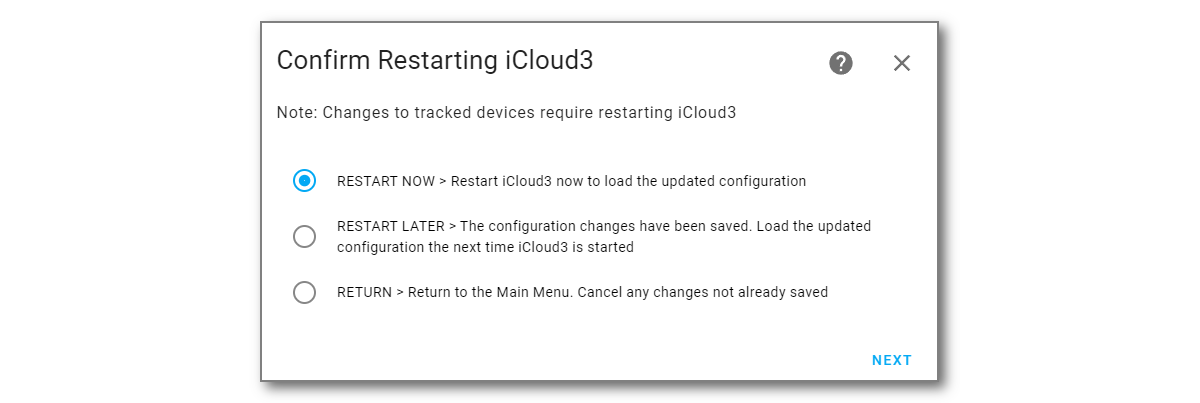 Confirm Restarting iCloud3
?
Note: Changes to tracked devices require restarting iCloud3
RESTART NOW > Restart iCloud3 now to load the updated configuration
RESTART LATER > The configuration changes have been saved. Load the updated
configuration the next time iCloud3 is started
RETURN > Return to the Main Menu. Cancel any changes not already saved
NEXT